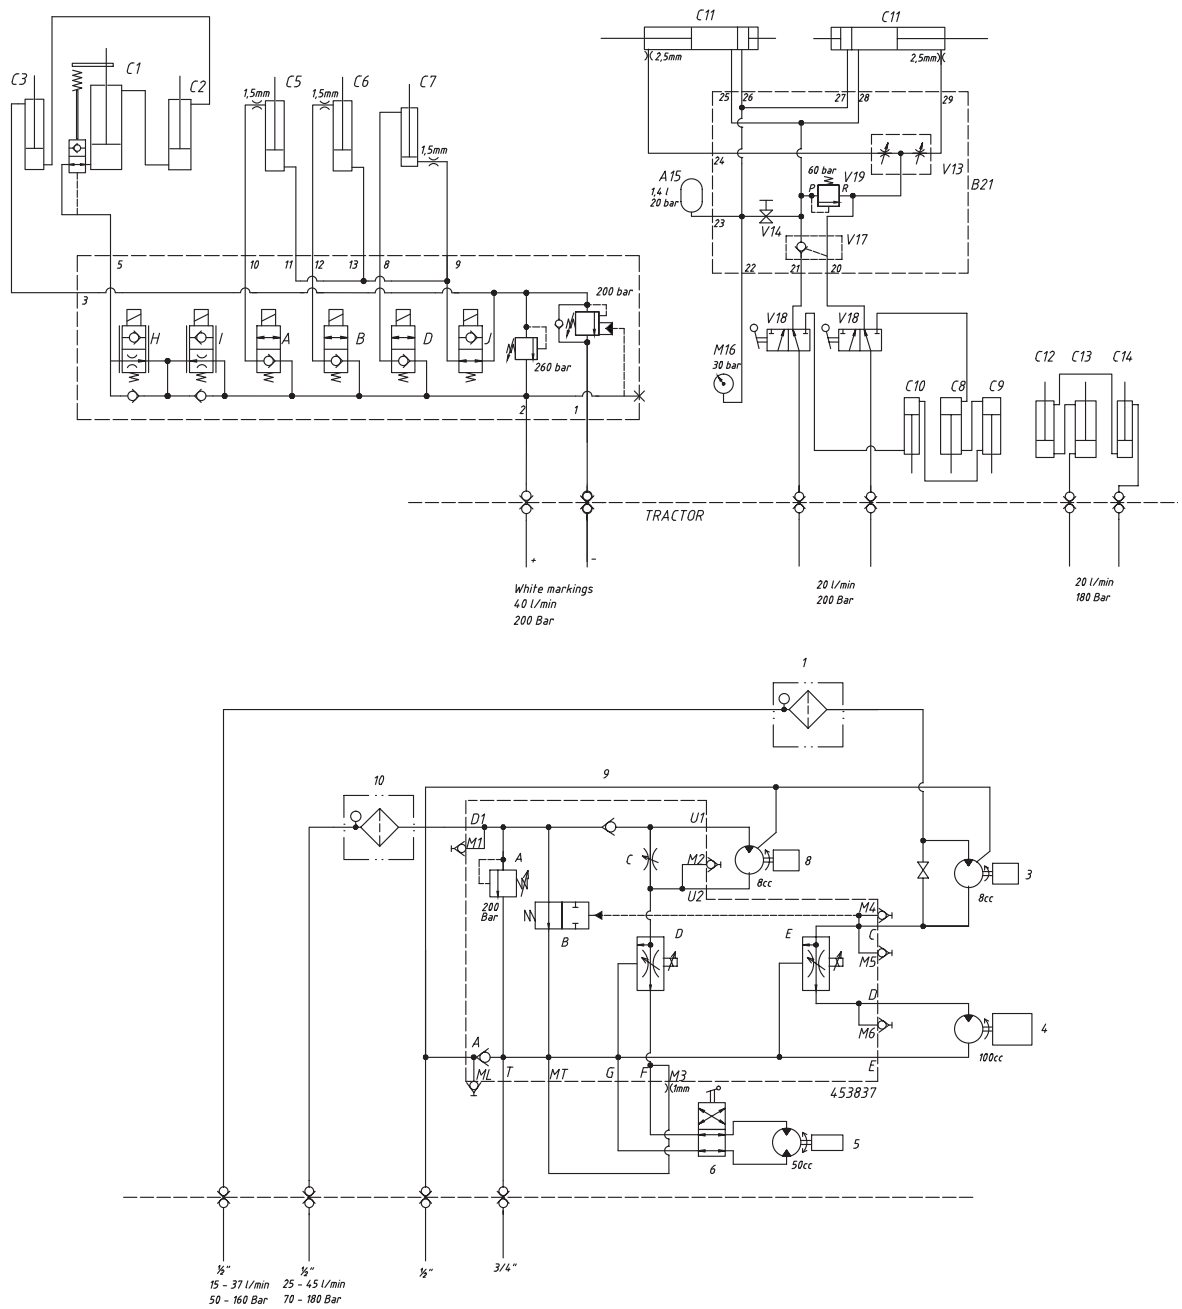 C11
C11
2,5mm
2,5mm
C3
C1
C2
C5
C6
C7
1,5mm
1,5mm
1,5mm
25
26
27
28
29
24
60 bar
V19
V13
P
R
B21
A15
1,4 l
20 bar
23
V14
V17
22
21
20
5
10
11
12
13
8
9
3
200 bar
H
I
A
B
D
J
260 bar
2
1
V18
V18
M16
30 bar
C10
C8
C9
C12
C13
C14
TRACTOR
+
-
White markings
40 l/min
200 Bar
20 l/min
200 Bar
20 l/min
180 Bar
1
10
9
D1
U1
M1
A
C
M2
8
8cc
U2
3
8cc
200
Bar
B
D
E
M4
C
M5
D
M6
4
100cc
A
ML
T
MT
G
F
M3
1mm
E
453837
5
50cc
6
½"
15 - 37 l/min
50 - 160 Bar
½"
25 - 45 l/min
70 - 180 Bar
½"
3/4"